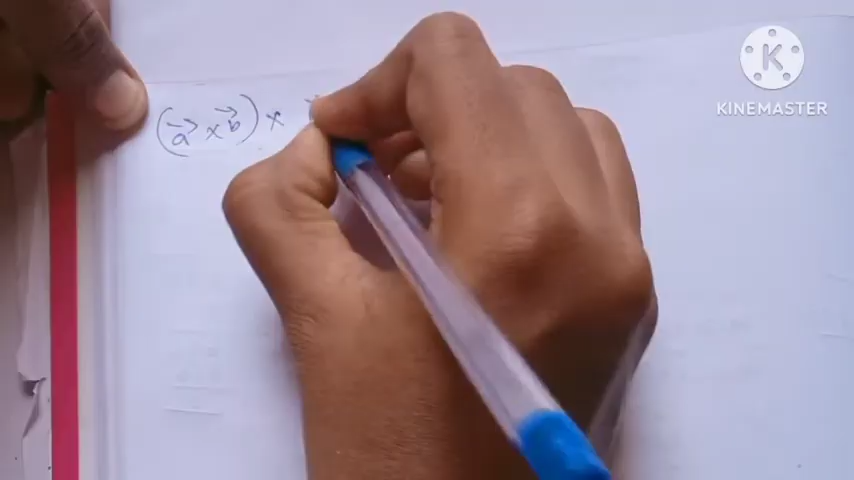 (a⃗ × b⃗) ×
KINEMASTER